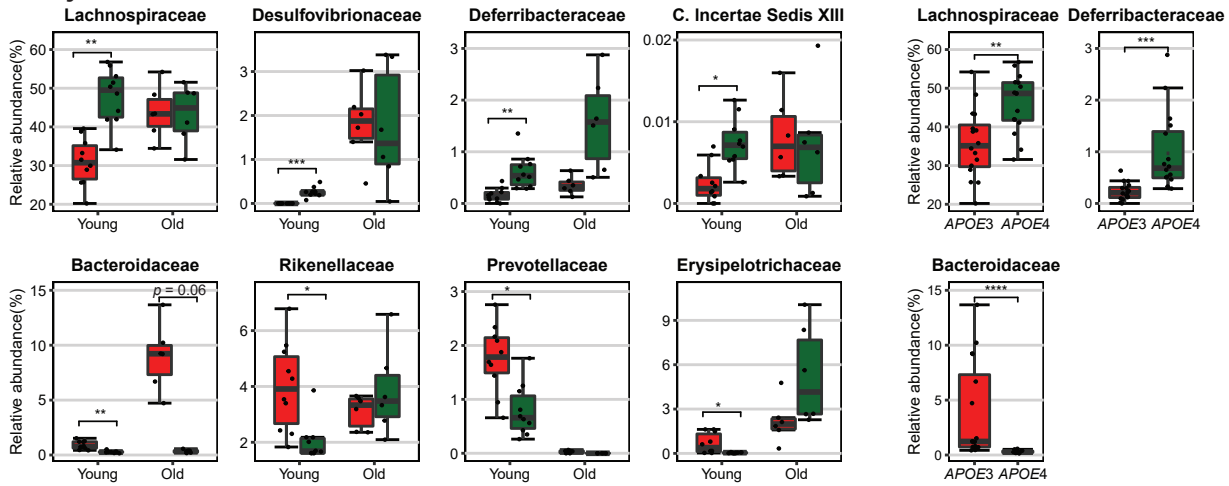 Lachnospiraceae
Desulfovibrionaceae
Deferribacteraceae
C. Incertae Sedis XIII
Lachnospiraceae
Deferribacteraceae
Relative abundance(%)
60
50
40
30
20
**
Young
Old
3
2
1
0
***
Young
Old
3
2
1
0
**
Young
Old
0.02
0.01
0
*
Young
Old
Relative abundance(%)
60
50
40
30
20
**
APOE3
APOE4
3
2
1
0
***
APOE3
APOE4
Bacteroidaceae
Rikenellaceae
Prevotellaceae
Erysipelotrichaceae
Bacteroidaceae
Relative abundance(%)
15
10
5
0
**
p = 0.06
Young
Old
6
4
2
*
Young
Old
3
2
1
0
*
Young
Old
9
6
3
0
*
Young
Old
Relative abundance(%)
15
10
5
0
****
APOE3
APOE4